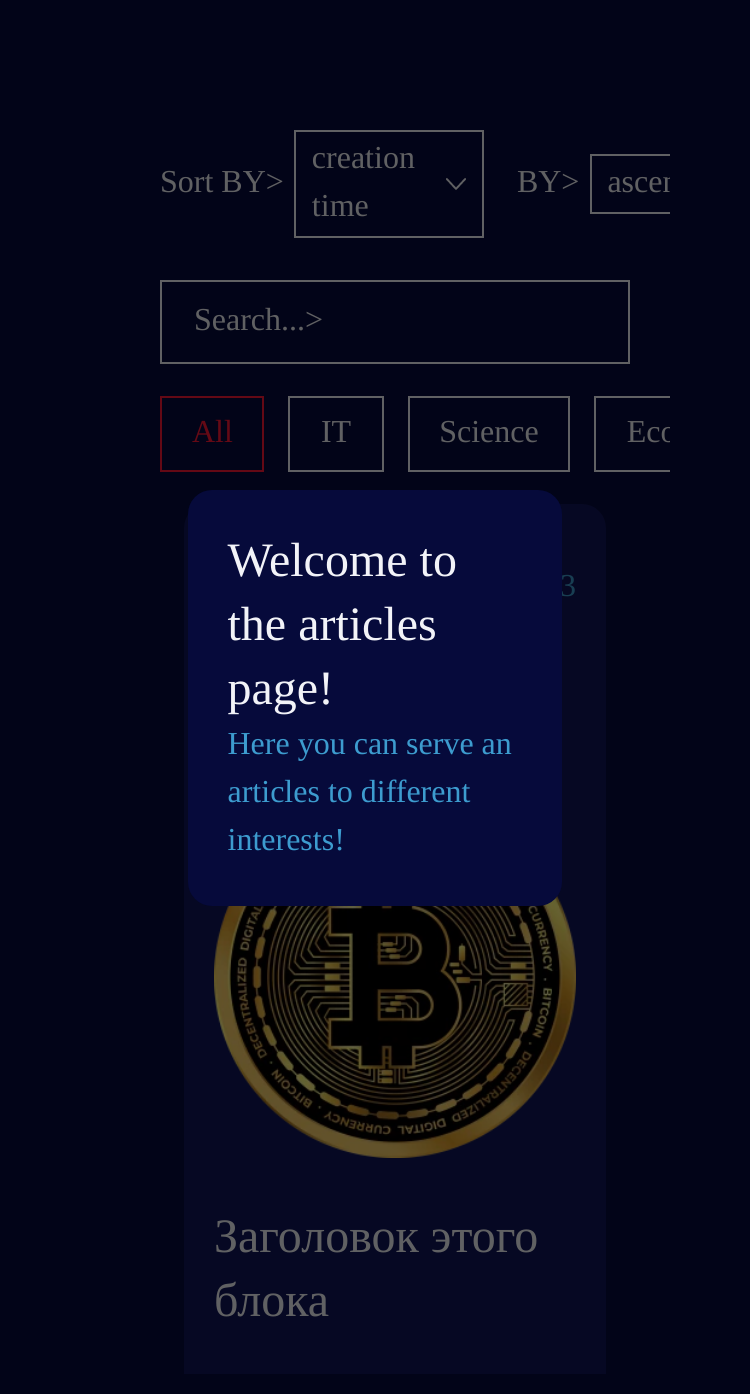 Sort BY> creation time BY> ascen
Search...>
All IT Science Eco
3
Welcome to
the articles
page!
Here you can serve an
articles to different
interests!
DIGITAL CURRENCY · BITCOIN · DECENTRALIZED DIGITAL CURRENCY · BITCOIN · DECENTRALIZED
Заголовок этого
блока